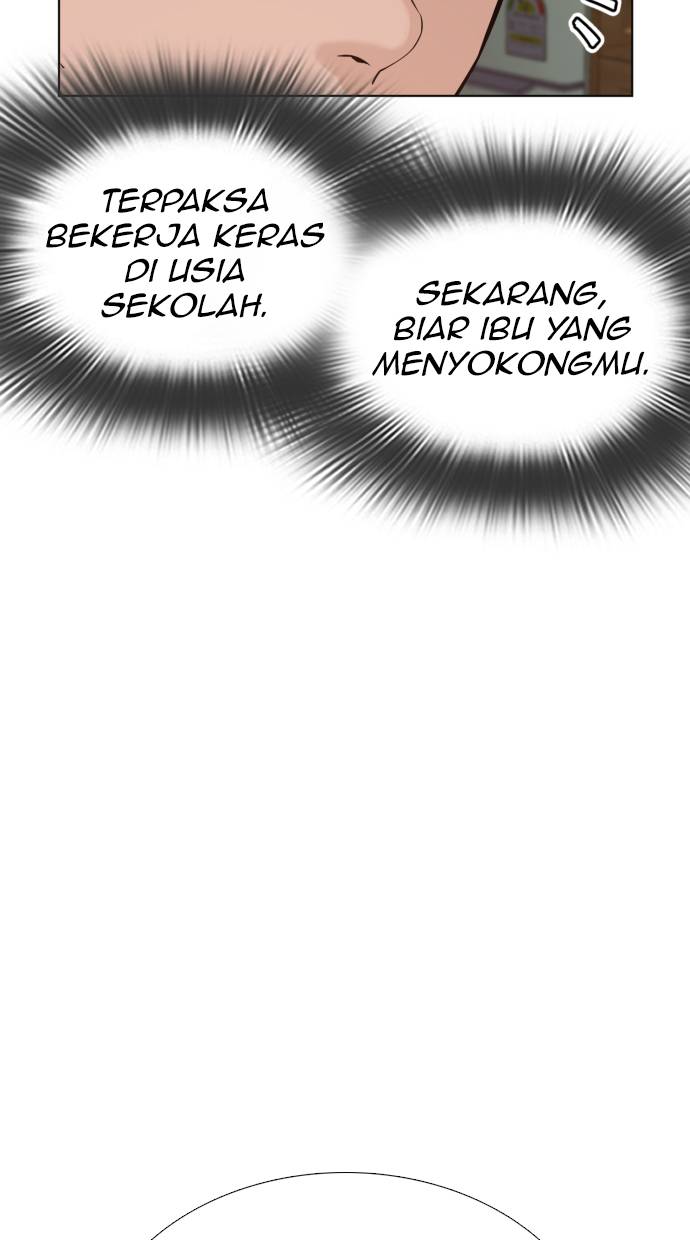 TERPAKSA
BEKERJA KERAS
DI USIA
SEKOLAH.
SEKARANG,
BIAR IBU YANG
MENYOKONGMU.